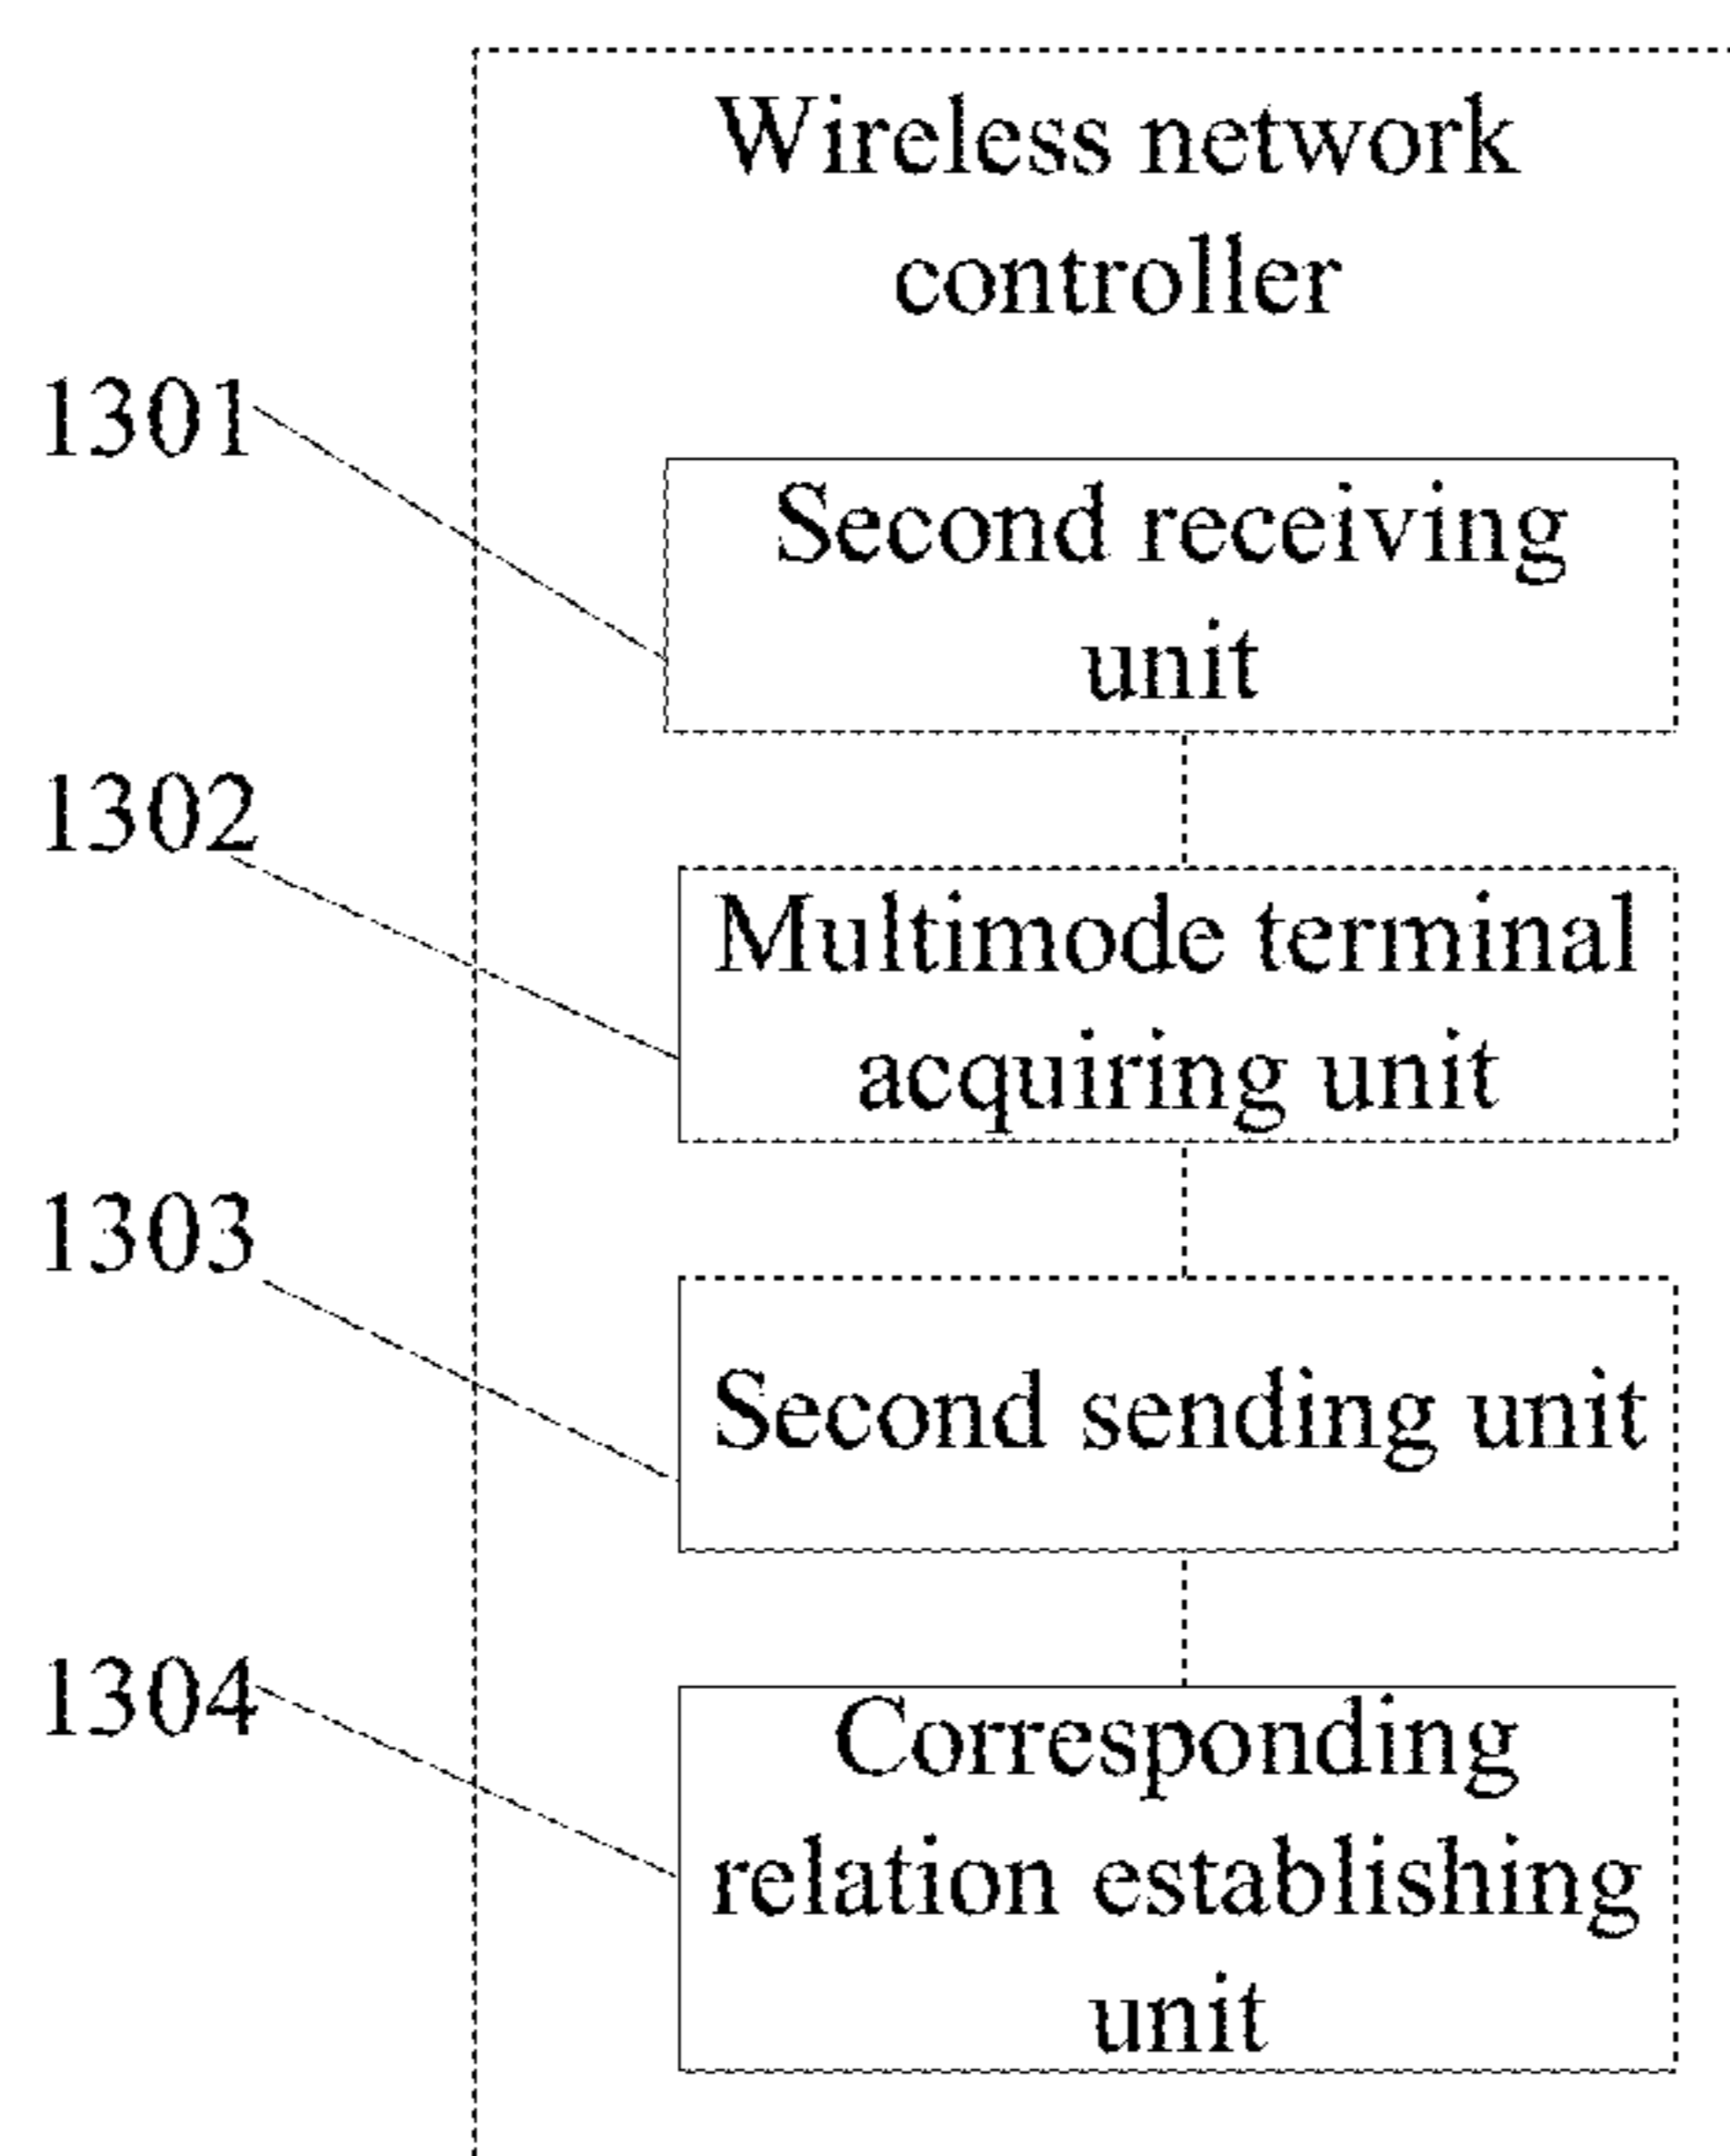 Wireless network
controller
1301
Second receiving
unit
1302
Multimode terminal
acquiring unit
1303
Second sending unit
1304
Corresponding
relation establishing
unit